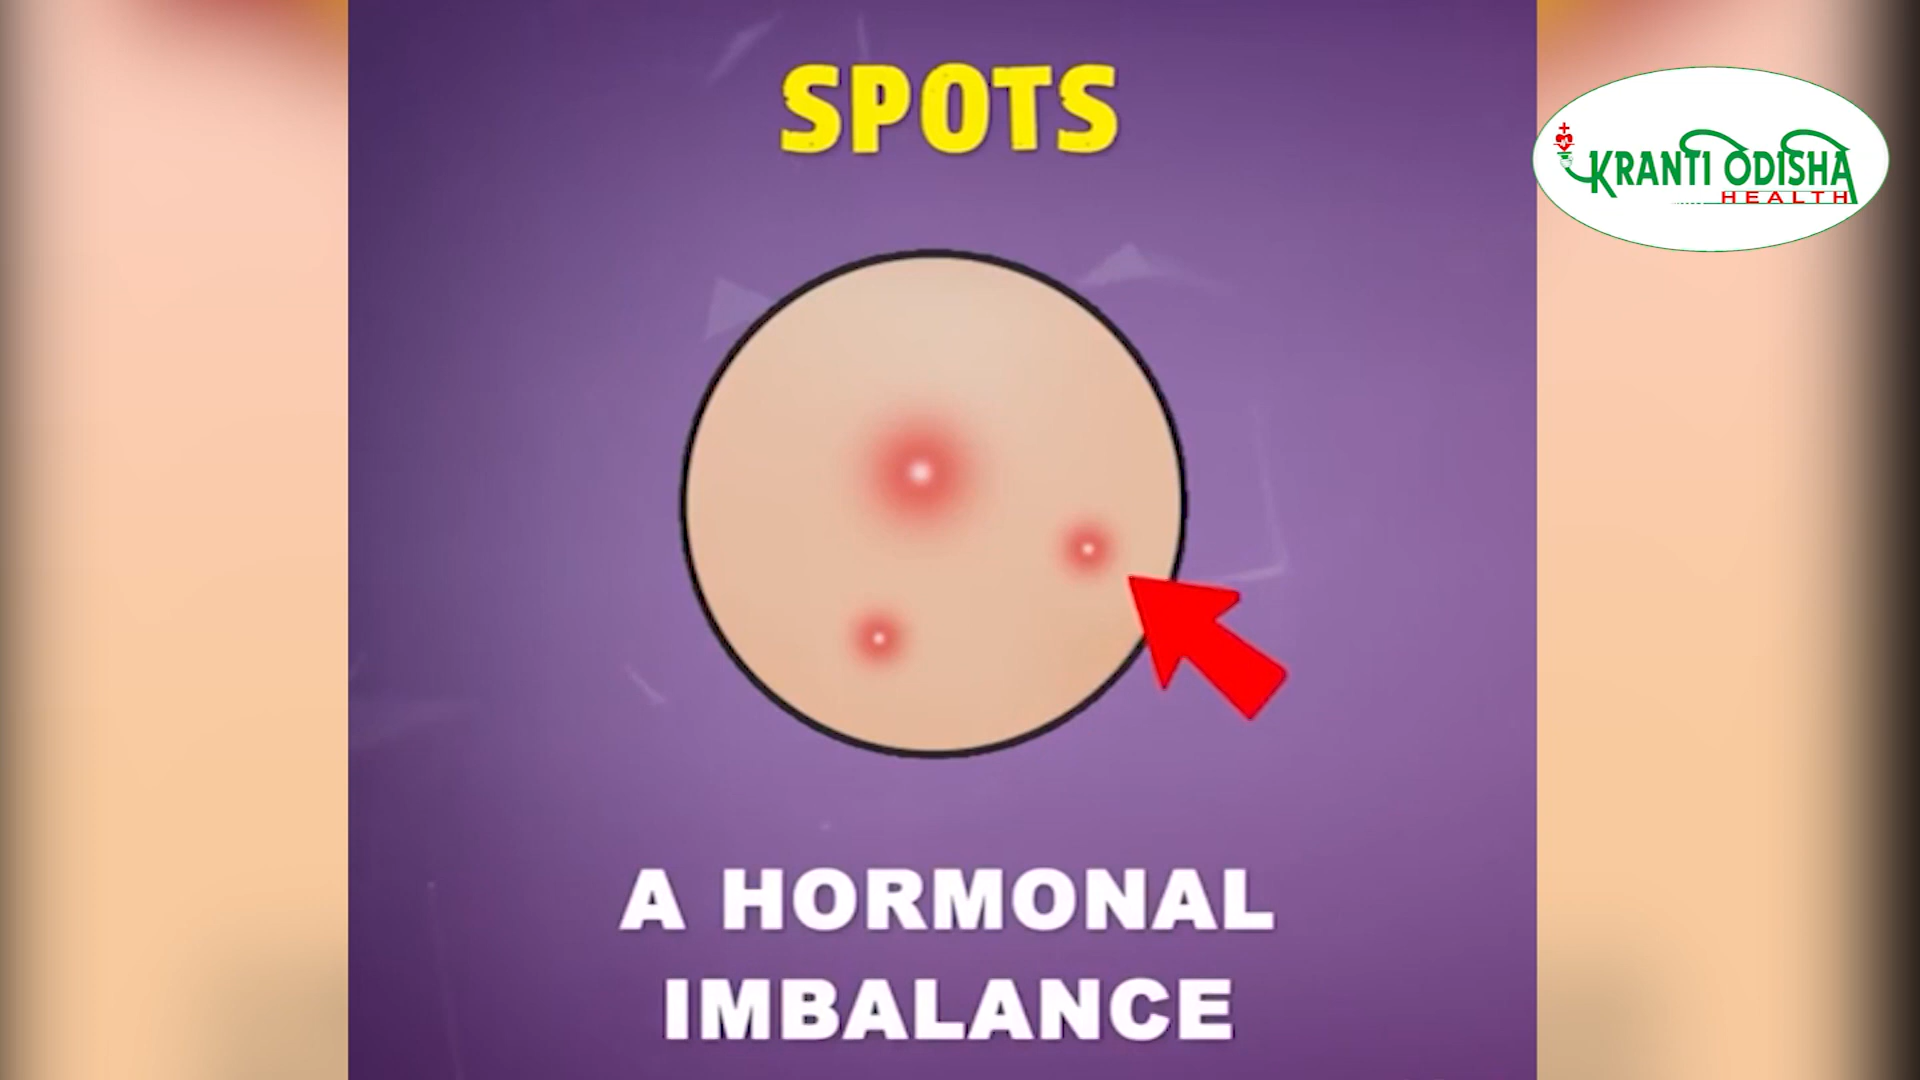 SPOTS
KRANTI ODISHA
HEALTH
A HORMONAL
IMBALANCE